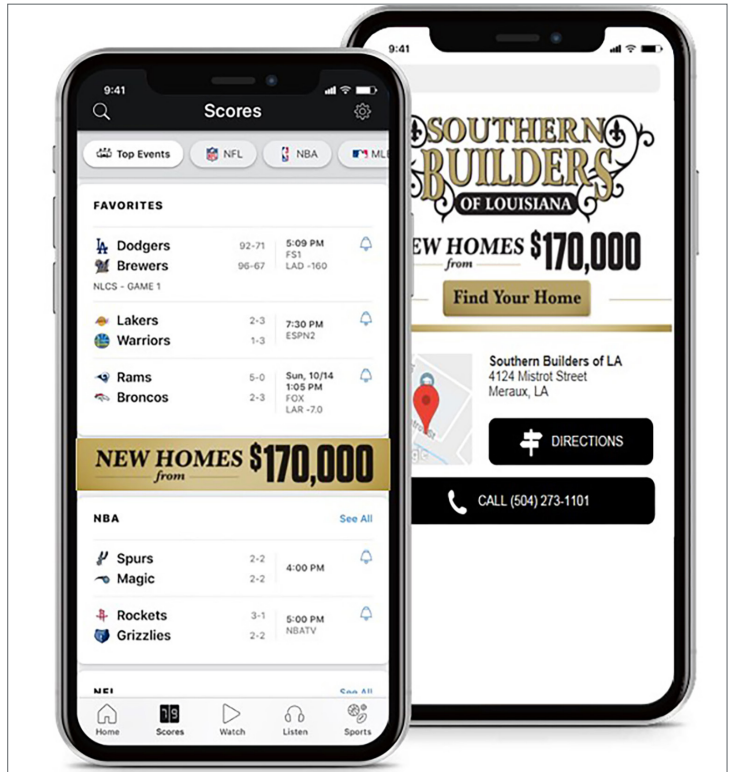 9:41
Scores
Top Events
NFL
NBA
FAVORITES
Dodgers 92-71 5:09 PM
FS1
Brewers 96-67 LAD -160
NLCS - GAME 1
Lakers 2-3 7:30 PM
Warriors 1-3 ESPN2
Rams 5-0 Sun, 10/14
1:05 PM
Broncos 2-3 FOX
LAR -7.0
NEW HOMES $170,000
from
NBA See All
Spurs 2-2 4:00 PM
Magic 2-2
Rockets 3-1 5:00 PM
Grizzlies 2-2 NBATV
NFL See All
Home Scores Watch Listen Sports
9:41
SOUTHERN
BUILDERS
OF LOUISIANA
EW HOMES $170,000
from
Find Your Home
Southern Builders of LA
4124 Mistrot Street
Meraux, LA
DIRECTIONS
CALL (504) 273-1101